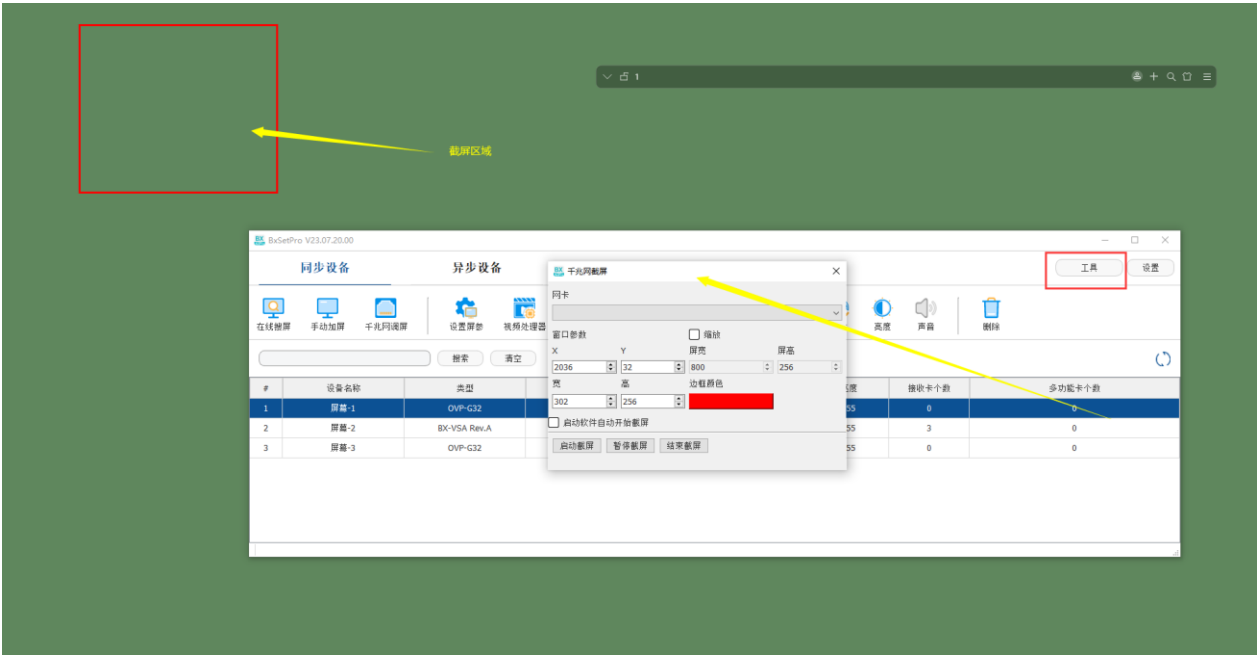 1
截屏区域
BxSetPro V23.07.20.00
同步设备 异步设备 工具 设置
在线搜屏 手动加屏 千兆网调屏 设置屏参 视频处理器 亮度 声音 删除
搜索 清空
# 设备名称 类型 接收卡个数 多功能卡个数
1 屏幕-1 OVP-G32 55 0 0
2 屏幕-2 BX-VSA Rev.A 55 3 0
3 屏幕-3 OVP-G32 55 0 0
千兆网截屏
网卡
窗口参数 缩放
X Y 屏宽 屏高
2036 32 800 256
宽 高 边框颜色
302 256
启动软件自动开始截屏
启动截屏 暂停截屏 结束截屏